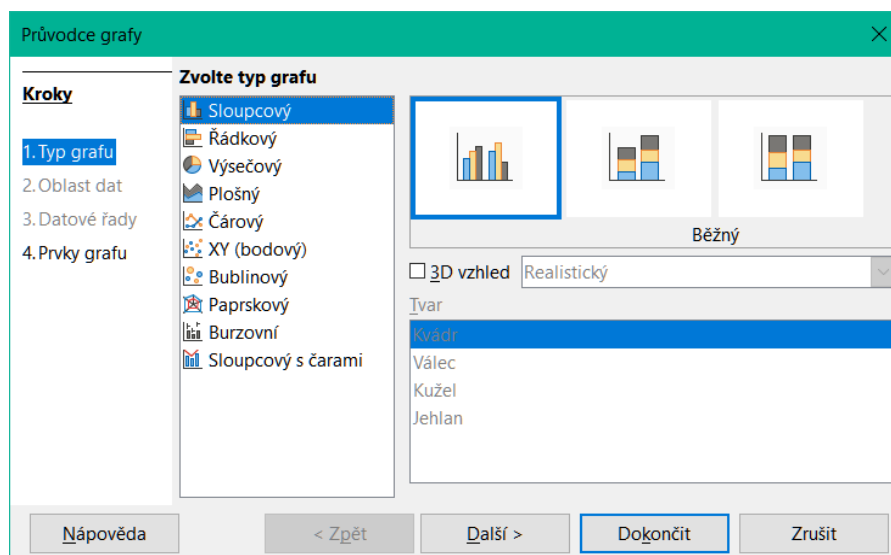 Průvodce grafy
Kroky
1. Typ grafu
2. Oblast dat
3. Datové řady
4. Prvky grafu
Zvolte typ grafu
Sloupcový
Řádkový
Výsečový
Plošný
Čárový
XY (bodový)
Bublinový
Paprskový
Burzovní
Sloupcový s čarami
Běžný
3D vzhled
Realistický
Tvar
Kvádr
Válec
Kužel
Jehlan
Nápověda
< Zpět
Další >
Dokončit
Zrušit